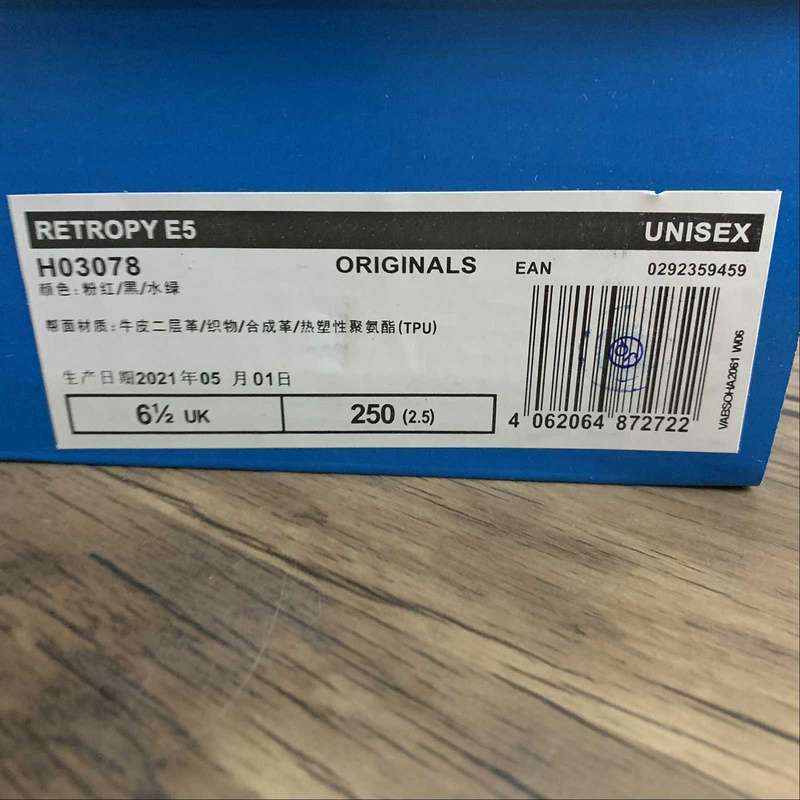 RETROPY E5 UNISEX
H03078 ORIGINALS EAN 0292359459
颜色:粉红/黑/水绿
帮面材质:牛皮二层革/织物/合成革/热塑性聚氨酯(TPU)
生产日期2021年05 月01日
6½ UK 250 (2.5)
4 062064 872722
VABSOHA2061 W06